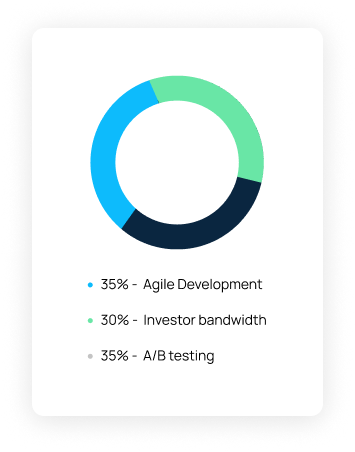 35% - Agile Development
30% - Investor bandwidth
35% - A/B testing